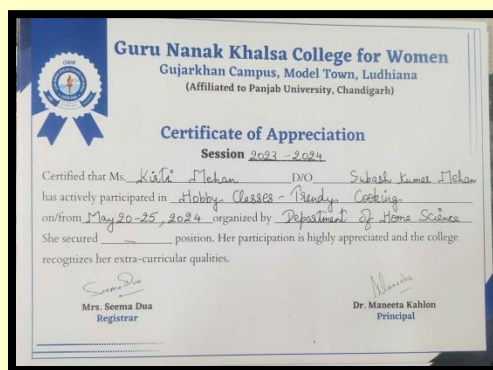 Guru Nanak Khalsa College for Women
Gujarkhan Campus, Model Town, Ludhiana
(Affiliated to Panjab University, Chandigarh)
Certificate of Appreciation
Session 2023-2024
Certified that Ms. Kirti Mehan D/O Subash Kumar Mehan
has actively participated in Hobby Classes - Trendy Cooking
on/from May 20-25, 2024 organized by Department of Home Science
She secured _ position. Her participation is highly appreciated and the college
recognizes her extra-curricular qualities.
Seema Dua
Maneeta
Mrs. Seema Dua
Dr. Maneeta Kahlon
Registrar
Principal